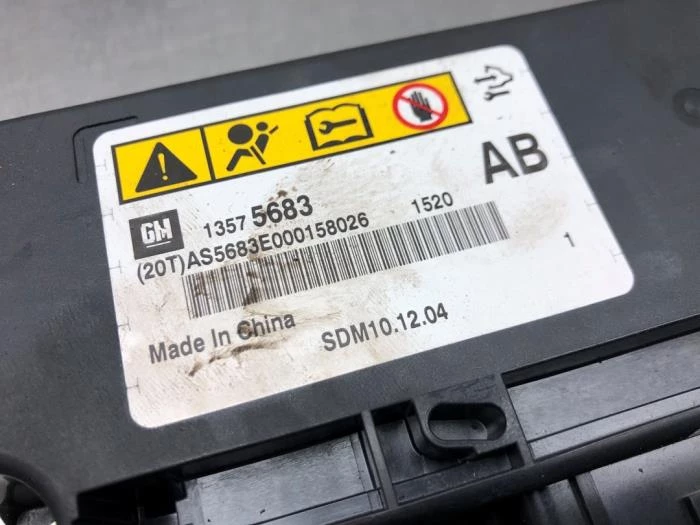 AB
GM 1357 5683 1520
(20T)AS5683E000158026
1
Made In China SDM10.12.04